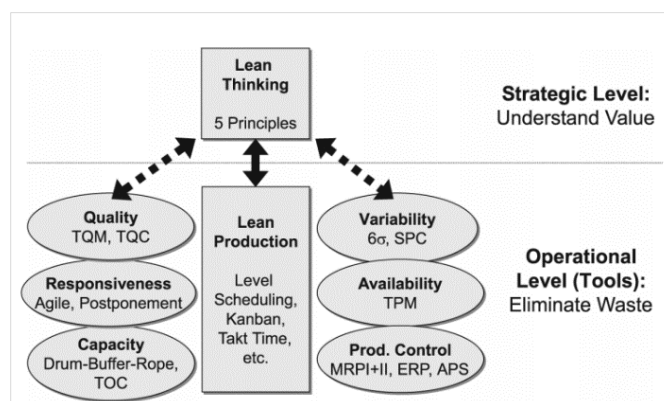 Lean
Thinking
5 Principles
Strategic Level:
Understand Value
Quality
TQM, TQC
Responsiveness
Agile, Postponement
Capacity
Drum-Buffer-Rope,
TOC
Lean
Production
Level
Scheduling,
Kanban,
Takt Time,
etc.
Variability
6σ, SPC
Availability
TPM
Prod. Control
MRPI+II, ERP, APS
Operational
Level (Tools):
Eliminate Waste